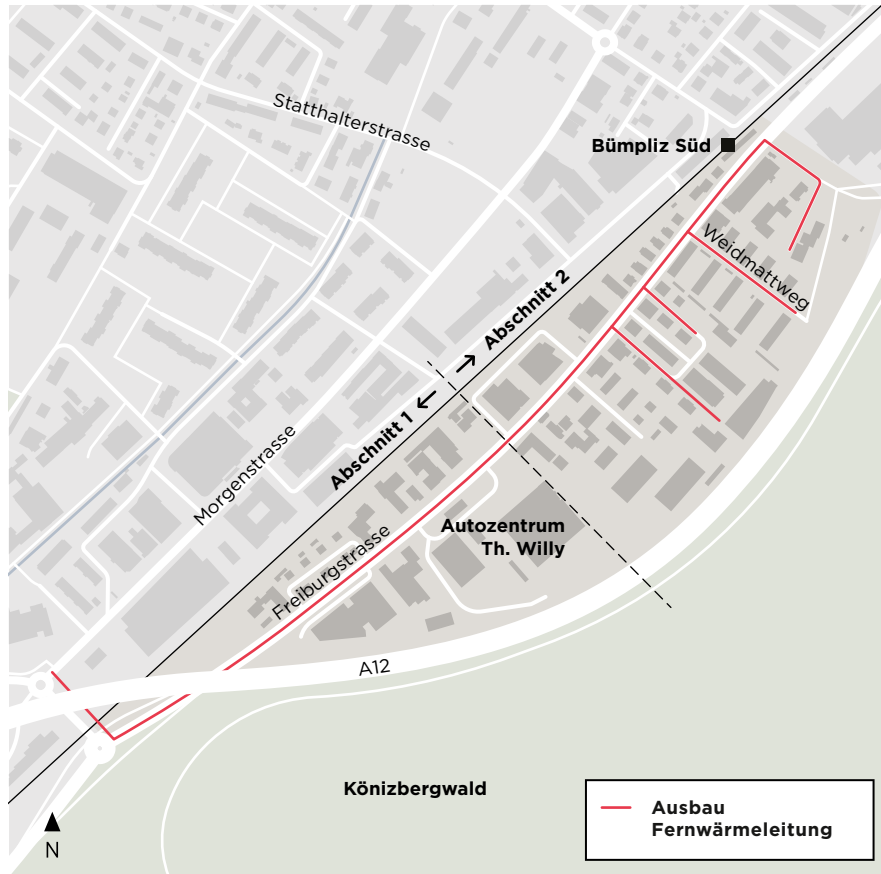 Statthalterstrasse
Bümpliz Süd
Weidmattweg
Abschnitt 2
Abschnitt 1
Morgenstrasse
Autozentrum
Th. Willy
Freiburgstrasse
A12
Könizbergwald
Ausbau
Fernwärmeleitung
N